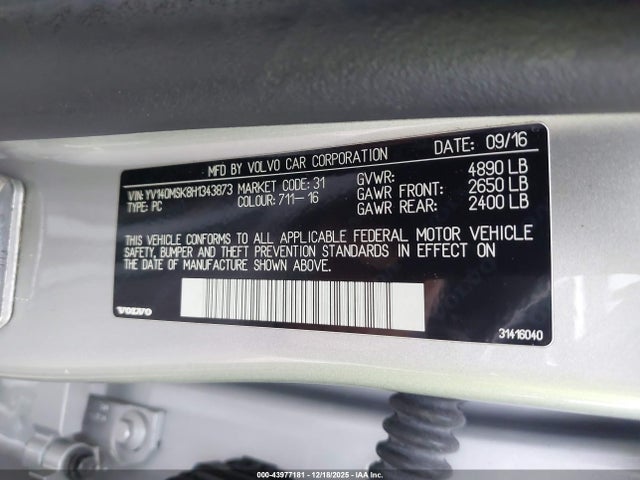 MFD BY VOLVO CAR CORPORATION DATE: 09/16
VIN: YV140MSK8H1343873 MARKET CODE: 31 GVWR: 4890 LB
TYPE: PC COLOUR: 711-16 GAWR FRONT: 2650 LB
GAWR REAR: 2400 LB
THIS VEHICLE CONFORMS TO ALL APPLICABLE FEDERAL MOTOR VEHICLE
SAFETY, BUMPER AND THEFT PREVENTION STANDARDS IN EFFECT ON
THE DATE OF MANUFACTURE SHOWN ABOVE.
VOLVO 31416040
000-43977181 - 12/18/2025 - IAA Inc.